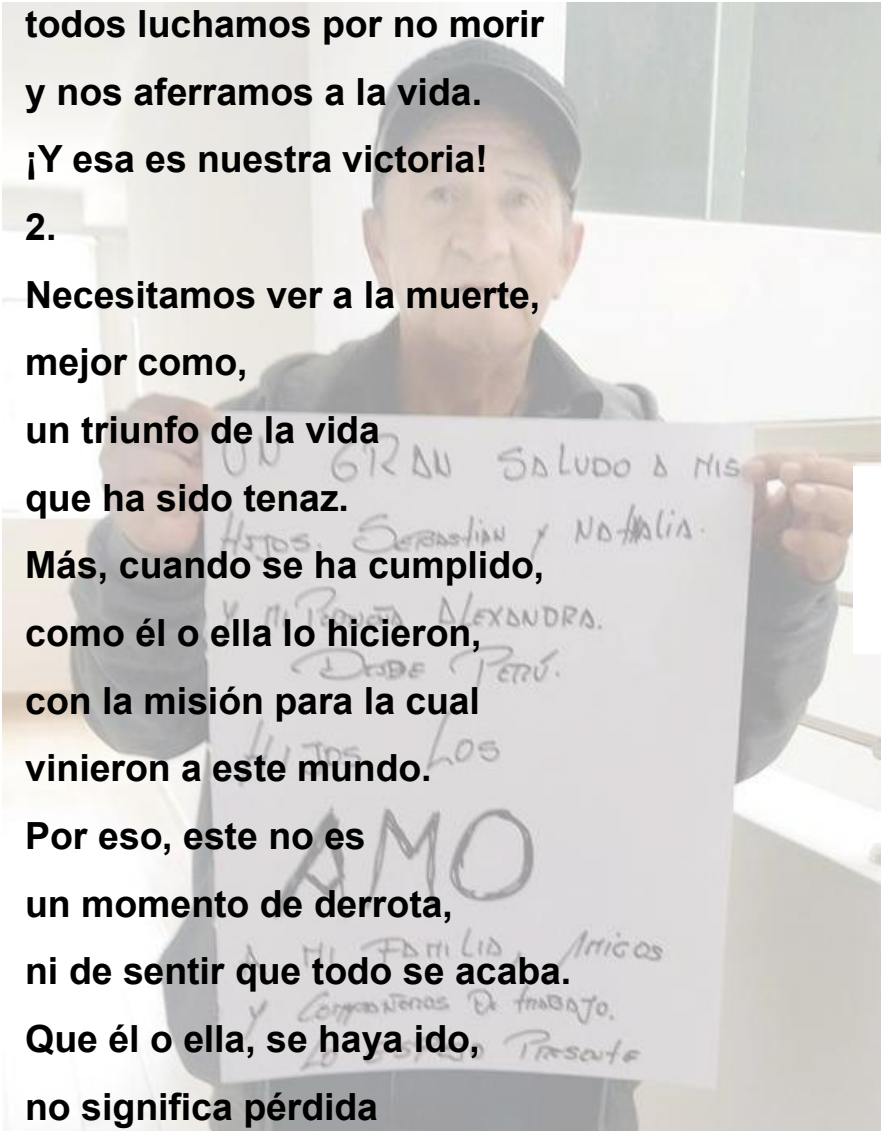 todos luchamos por no morir
y nos aferramos a la vida.
¡Y esa es nuestra victoria!
2.
Necesitamos ver a la muerte,
mejor como,
un triunfo de la vida
que ha sido tenaz.
Más, cuando se ha cumplido,
como él o ella lo hicieron,
con la misión para la cual
vinieron a este mundo.
Por eso, este no es
un momento de derrota,
ni de sentir que todo se acaba.
Que él o ella, se haya ido,
no significa pérdida
UN GRAN SALUDO A MIS
HIJOS. SEBASTIAN Y NATHALIA.
Y MI ALEXANDRA.
DESDE PERÚ.
HIJOS LOS
AMO
A MI FAMILIA, AMIGOS
Y COMPAÑEROS DE TRABAJO.
PRESENTE